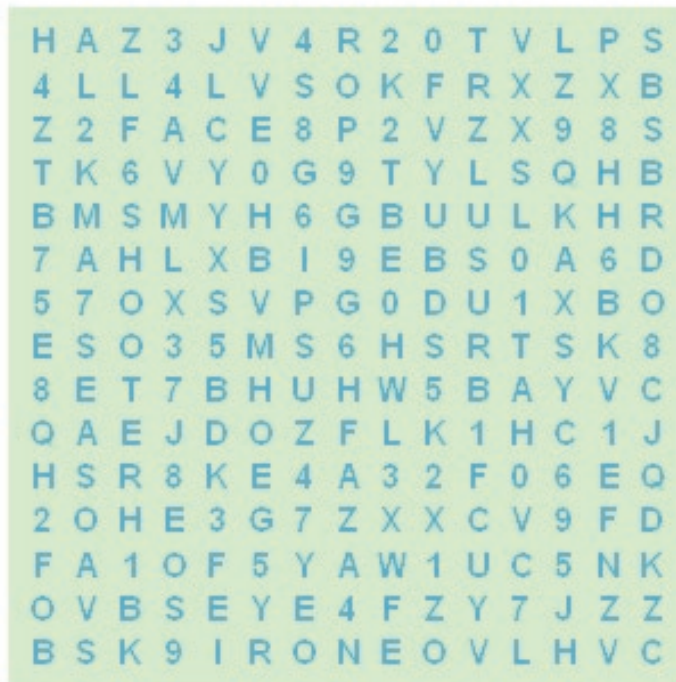 H A Z 3 J V 4 R 2 0 T V L P S
4 L L 4 L V S O K F R X Z X B
Z 2 F A C E 8 P 2 V Z X 9 8 S
T K 6 V Y 0 G 9 T Y L S Q H B
B M S M Y H 6 G B U U L K H R
7 A H L X B I 9 E B S 0 A 6 D
5 7 O X S V P G 0 D U 1 X B O
E S O 3 5 M S 6 H S R T S K 8
8 E T 7 B H U H W 5 B A Y V C
Q A E J D O Z F L K 1 H C 1 J
H S R 8 K E 4 A 3 2 F 0 6 E Q
2 O H E 3 G 7 Z X X C V 9 F D
F A 1 O F 5 Y A W 1 U C 5 N K
O V B S E Y E 4 F Z Y 7 J Z Z
B S K 9 I R O N E O V L H V C